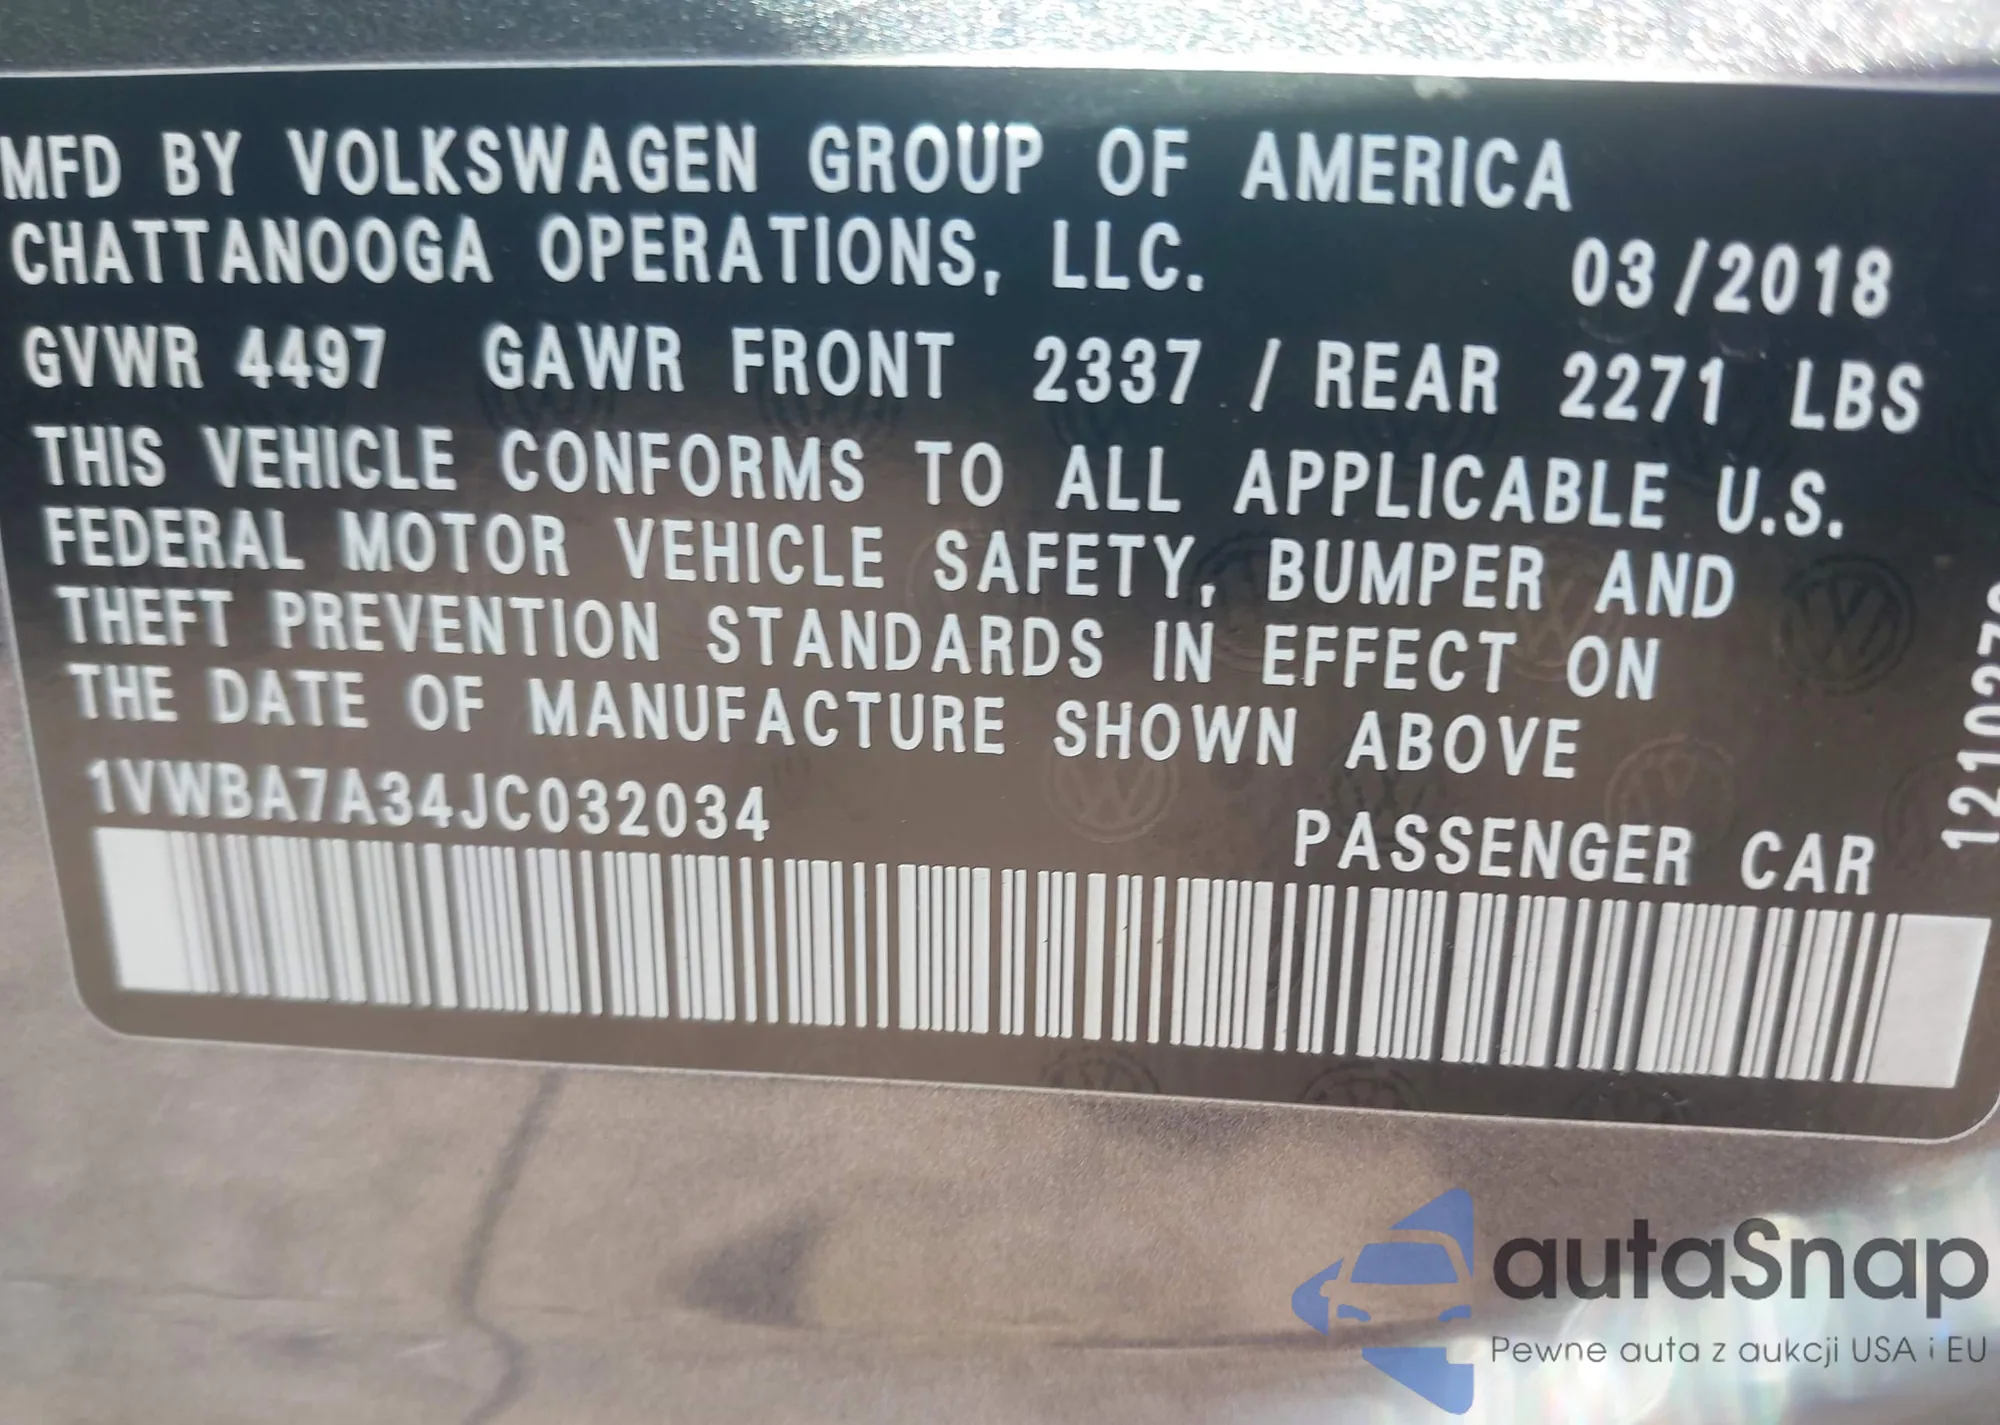 MFD BY VOLKSWAGEN GROUP OF AMERICA
CHATTANOOGA OPERATIONS, LLC. 03/2018
GVWR 4497 GAWR FRONT 2337 / REAR 2271 LBS
THIS VEHICLE CONFORMS TO ALL APPLICABLE U.S.
FEDERAL MOTOR VEHICLE SAFETY, BUMPER AND
THEFT PREVENTION STANDARDS IN EFFECT ON
THE DATE OF MANUFACTURE SHOWN ABOVE
1VWBA7A34JC032034
PASSENGER CAR
autaSnap
Pewne auta z aukcji USA i EU